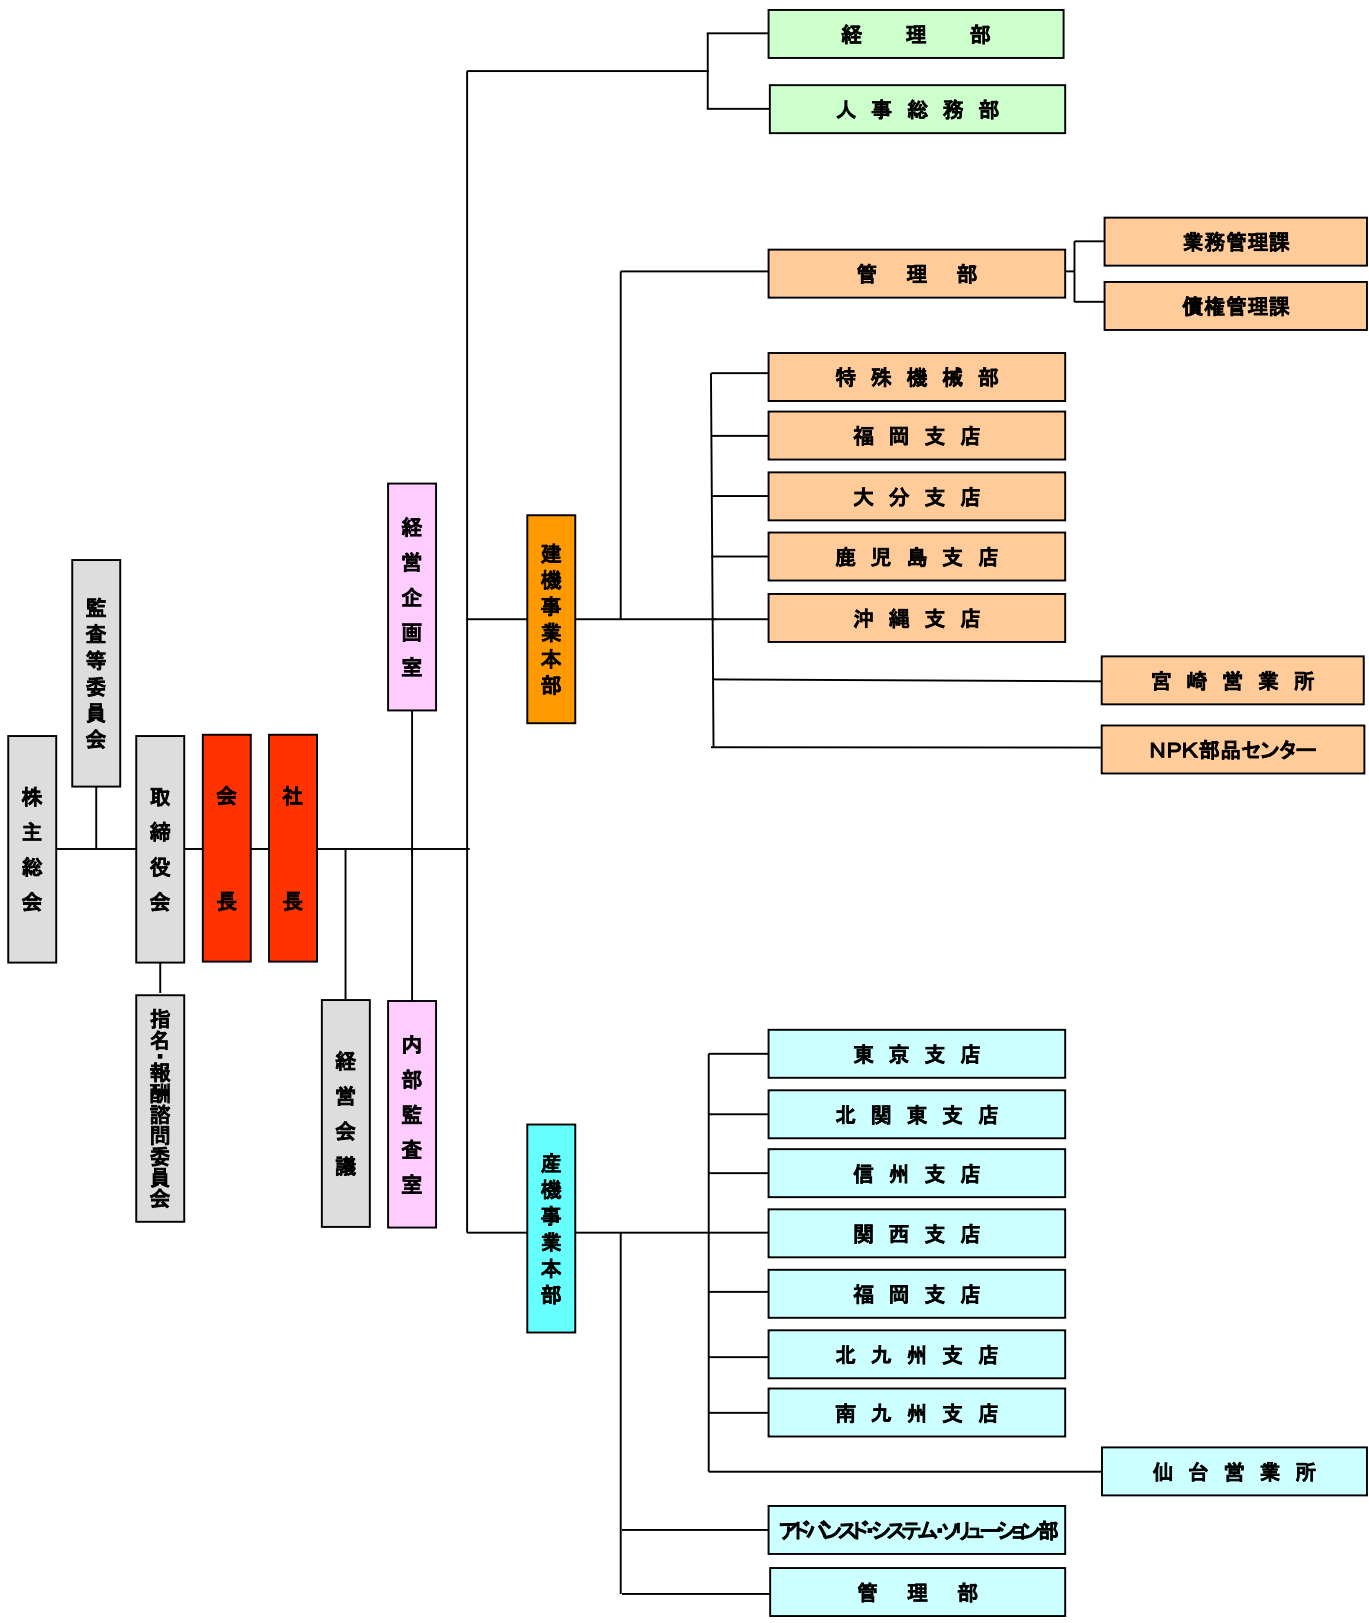 株主総会
監査等委員会
取締役会
指名・報酬諮問委員会
会長
社長
経営会議
経営企画室
内部監査室
経理部
人事総務部
建機事業本部
管理部
業務管理課
債権管理課
特殊機械部
福岡支店
大分支店
鹿児島支店
沖縄支店
宮崎営業所
NPK部品センター
産機事業本部
東京支店
北関東支店
信州支店
関西支店
福岡支店
北九州支店
南九州支店
仙台営業所
アドバンスド・システム・ソリューション部
管理部